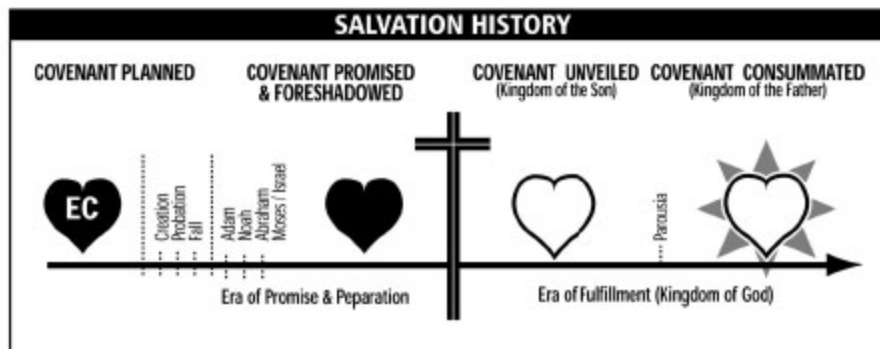 SALVATION HISTORY
COVENANT PLANNED
COVENANT PROMISED
& FORESHADOWED
COVENANT UNVEILED
(Kingdom of the Son)
COVENANT CONSUMMATED
(Kingdom of the Father)
EC
Creation
Probation
Fall
Adam
Noah
Abraham
Moses / Israel
Parousia
Era of Promise & Peparation
Era of Fulfillment (Kingdom of God)